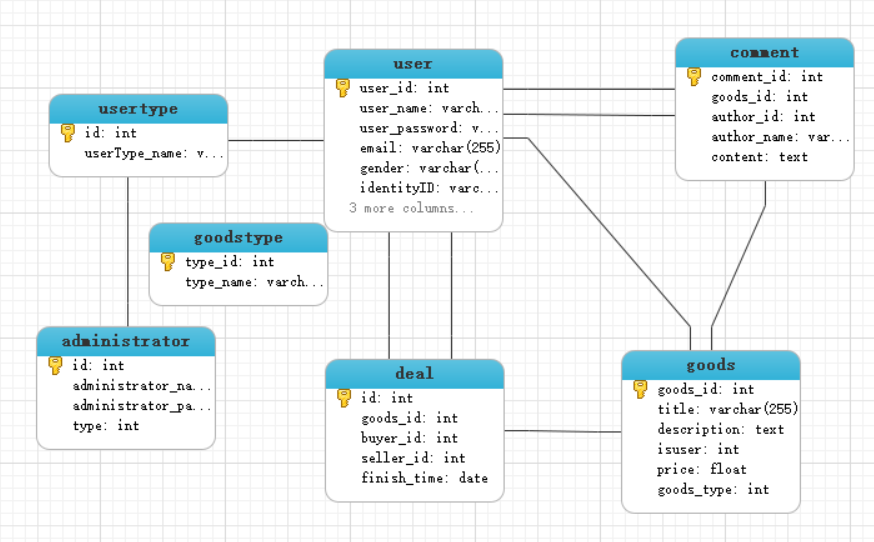 usertype
id: int
userType_name: v...
user
user_id: int
user_name: varch...
user_password: v...
email: varchar(255)
gender: varchar(...
identityID: varc...
3 more columns...
comment
comment_id: int
goods_id: int
author_id: int
author_name: var...
content: text
goodstype
type_id: int
type_name: varch...
administrator
id: int
administrator_na...
administrator_pa...
type: int
deal
id: int
goods_id: int
buyer_id: int
seller_id: int
finish_time: date
goods
goods_id: int
title: varchar(255)
description: text
isuser: int
price: float
goods_type: int